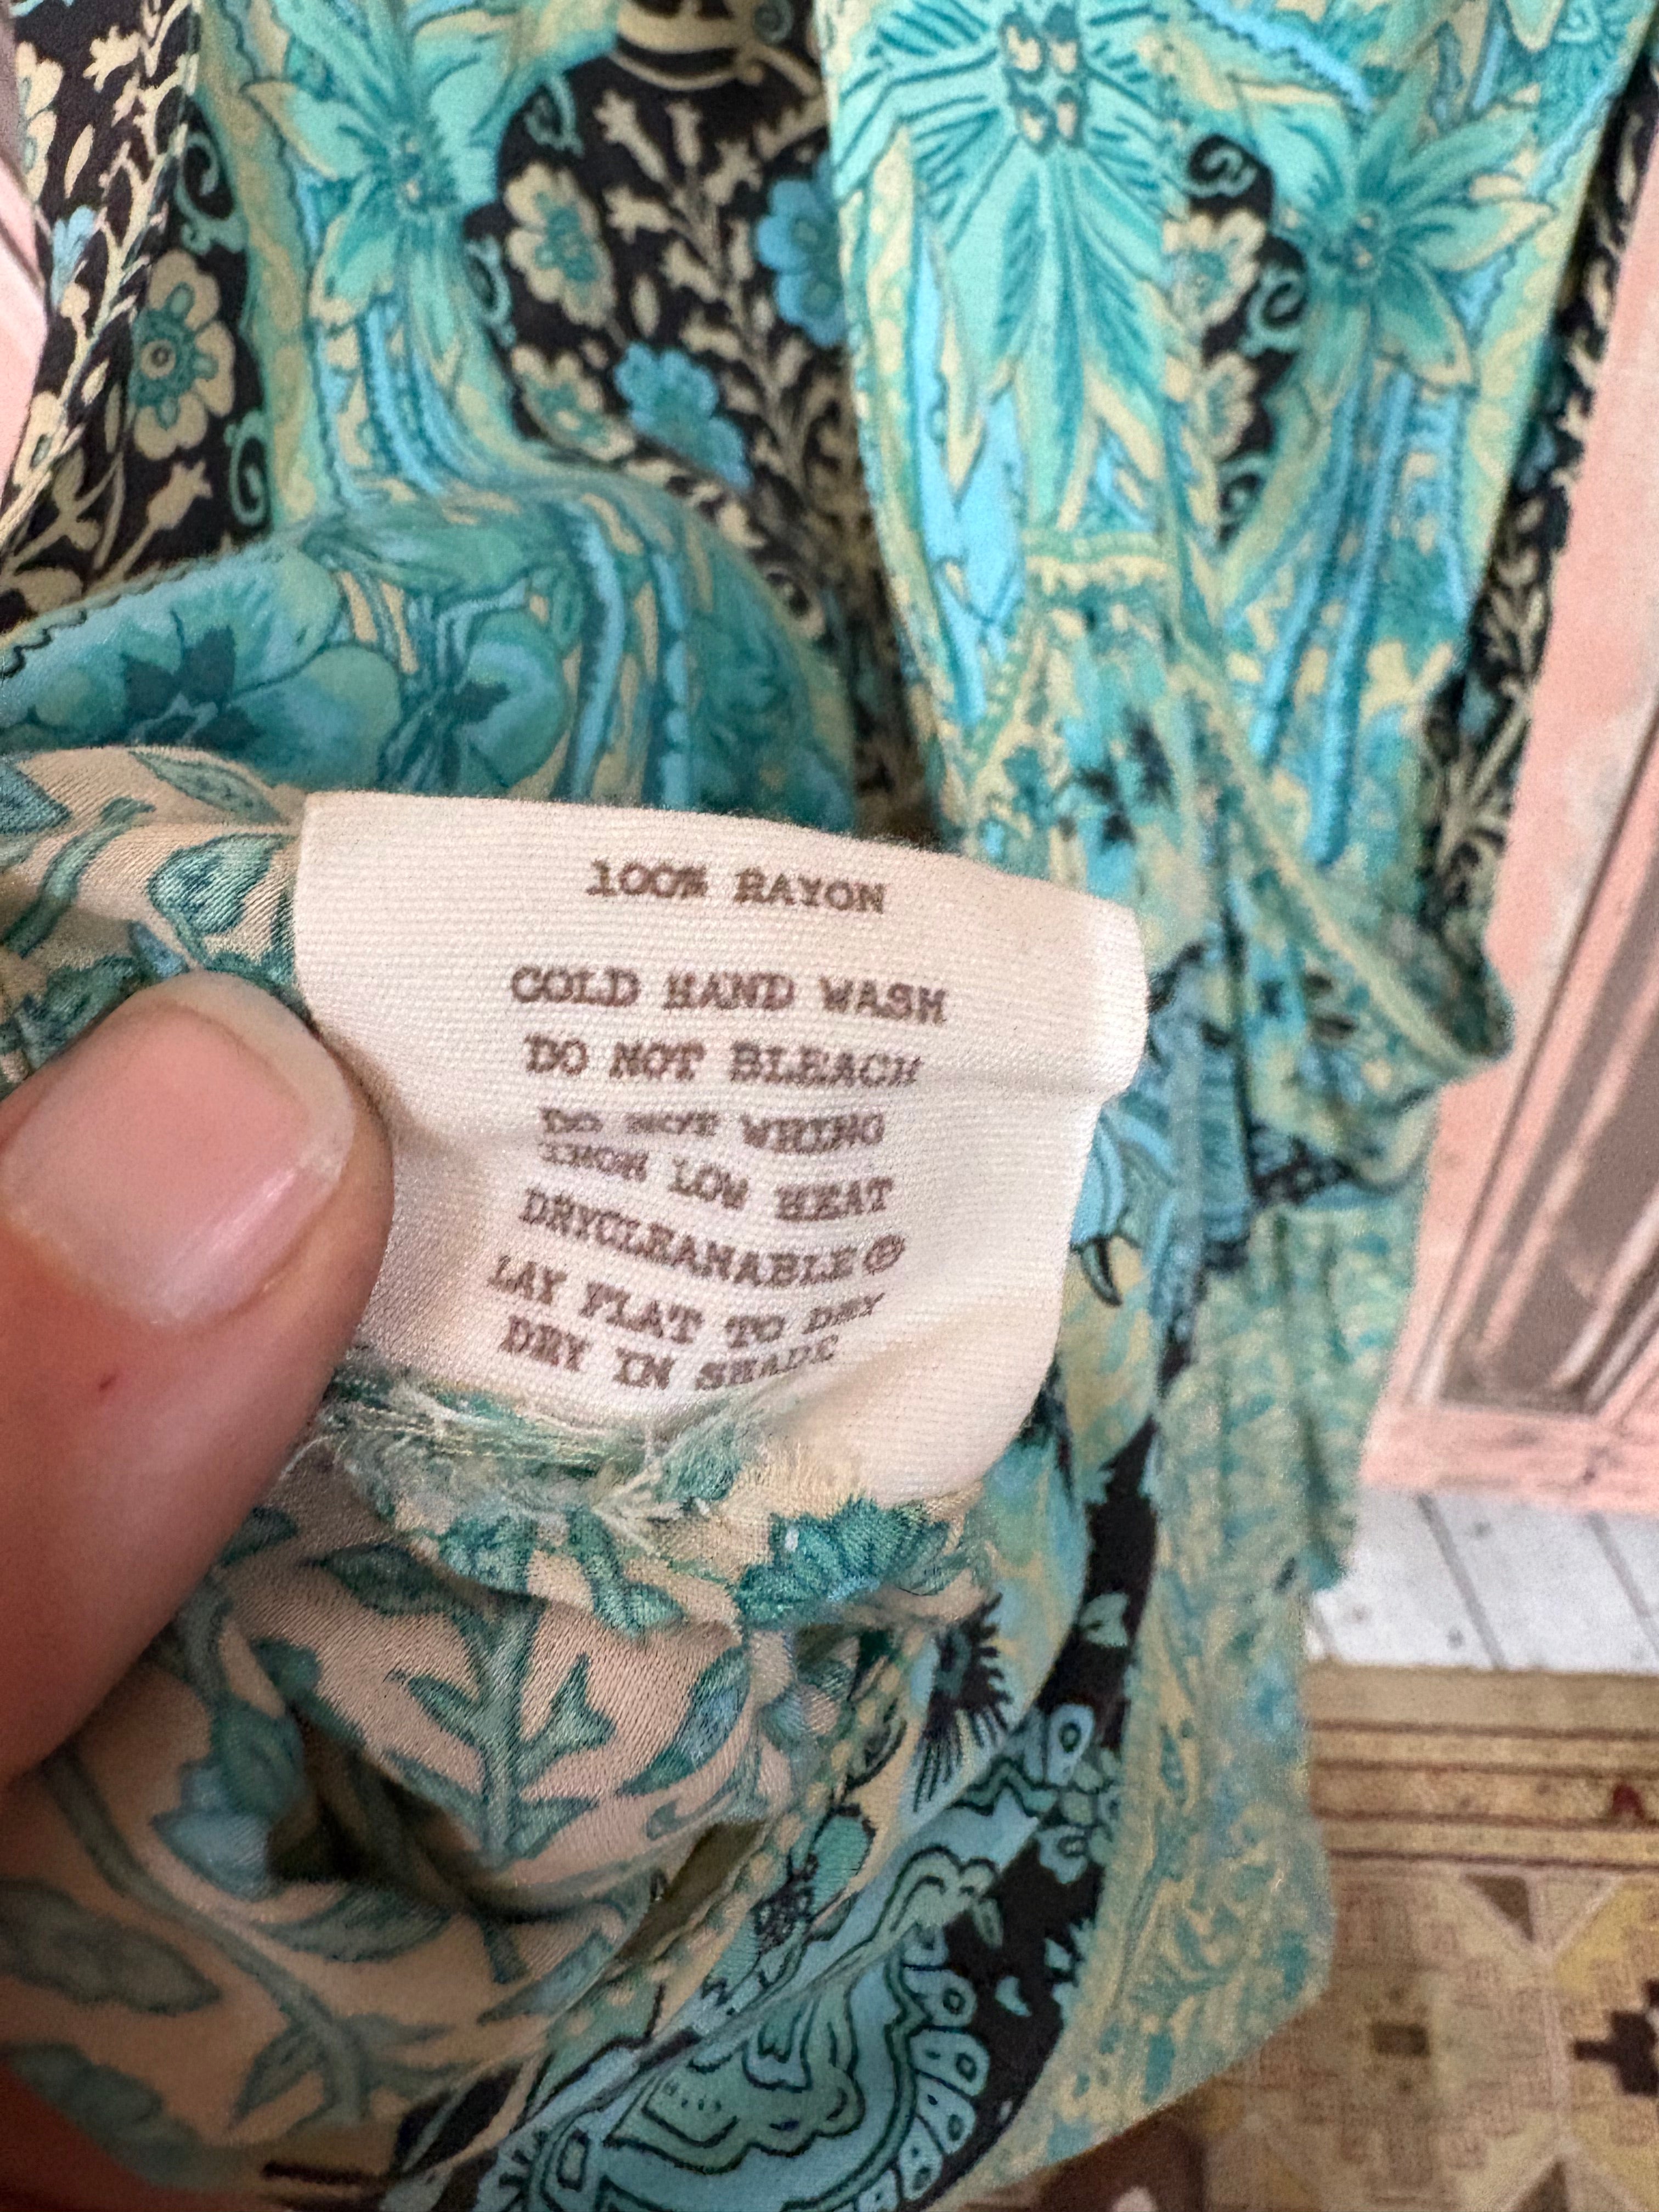 100% RAYON
COLD HAND WASH
DO NOT BLEACH
DO NOT WRING
IRON LOW HEAT
DRYCLEANABLE Ⓟ
LAY FLAT TO DRY
DRY IN SHADE